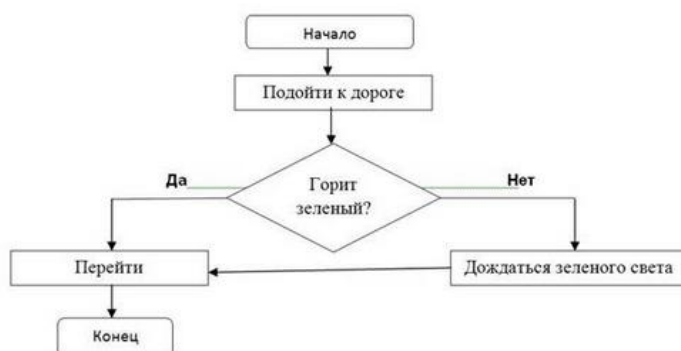 Начало
Подойти к дороге
Да
Горит
зеленый?
Нет
Перейти
Дождаться зеленого света
Конец